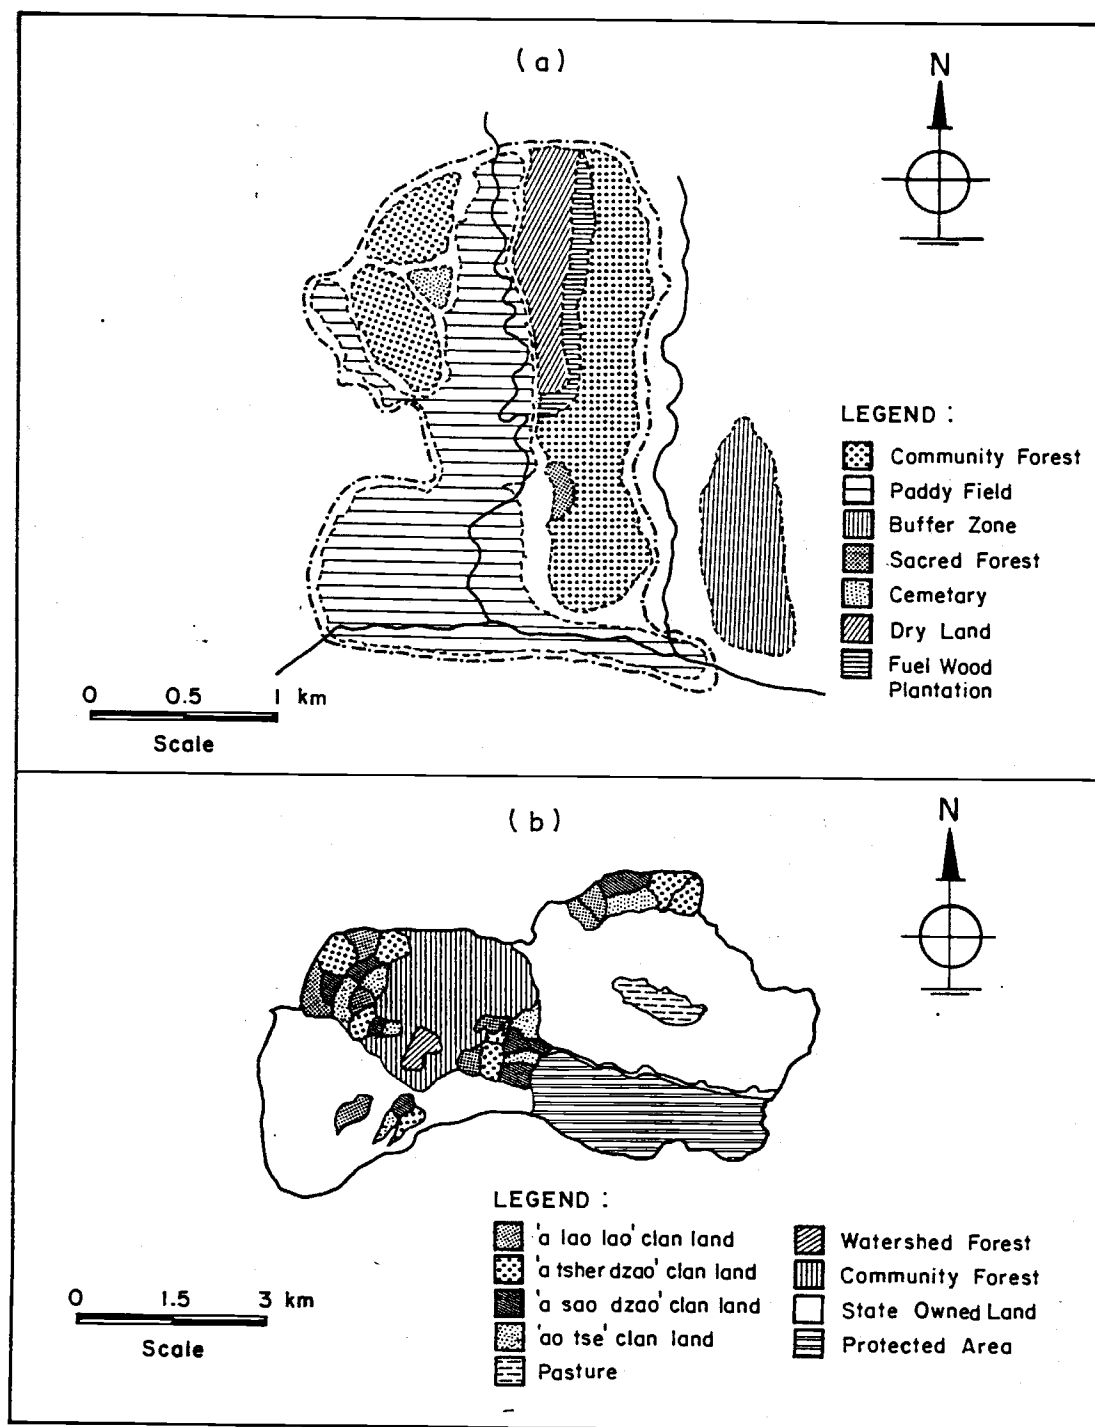 (a)
N
LEGEND :
Community Forest
Paddy Field
Buffer Zone
Sacred Forest
Cemetary
Dry Land
Fuel Wood
Plantation
0 0.5 1 km
Scale
(b)
N
LEGEND :
'a lao lao' clan land
'a tsher dzao' clan land
'a sao dzao' clan land
'ao tse' clan land
Pasture
Watershed Forest
Community Forest
State Owned Land
Protected Area
0 1.5 3 km
Scale